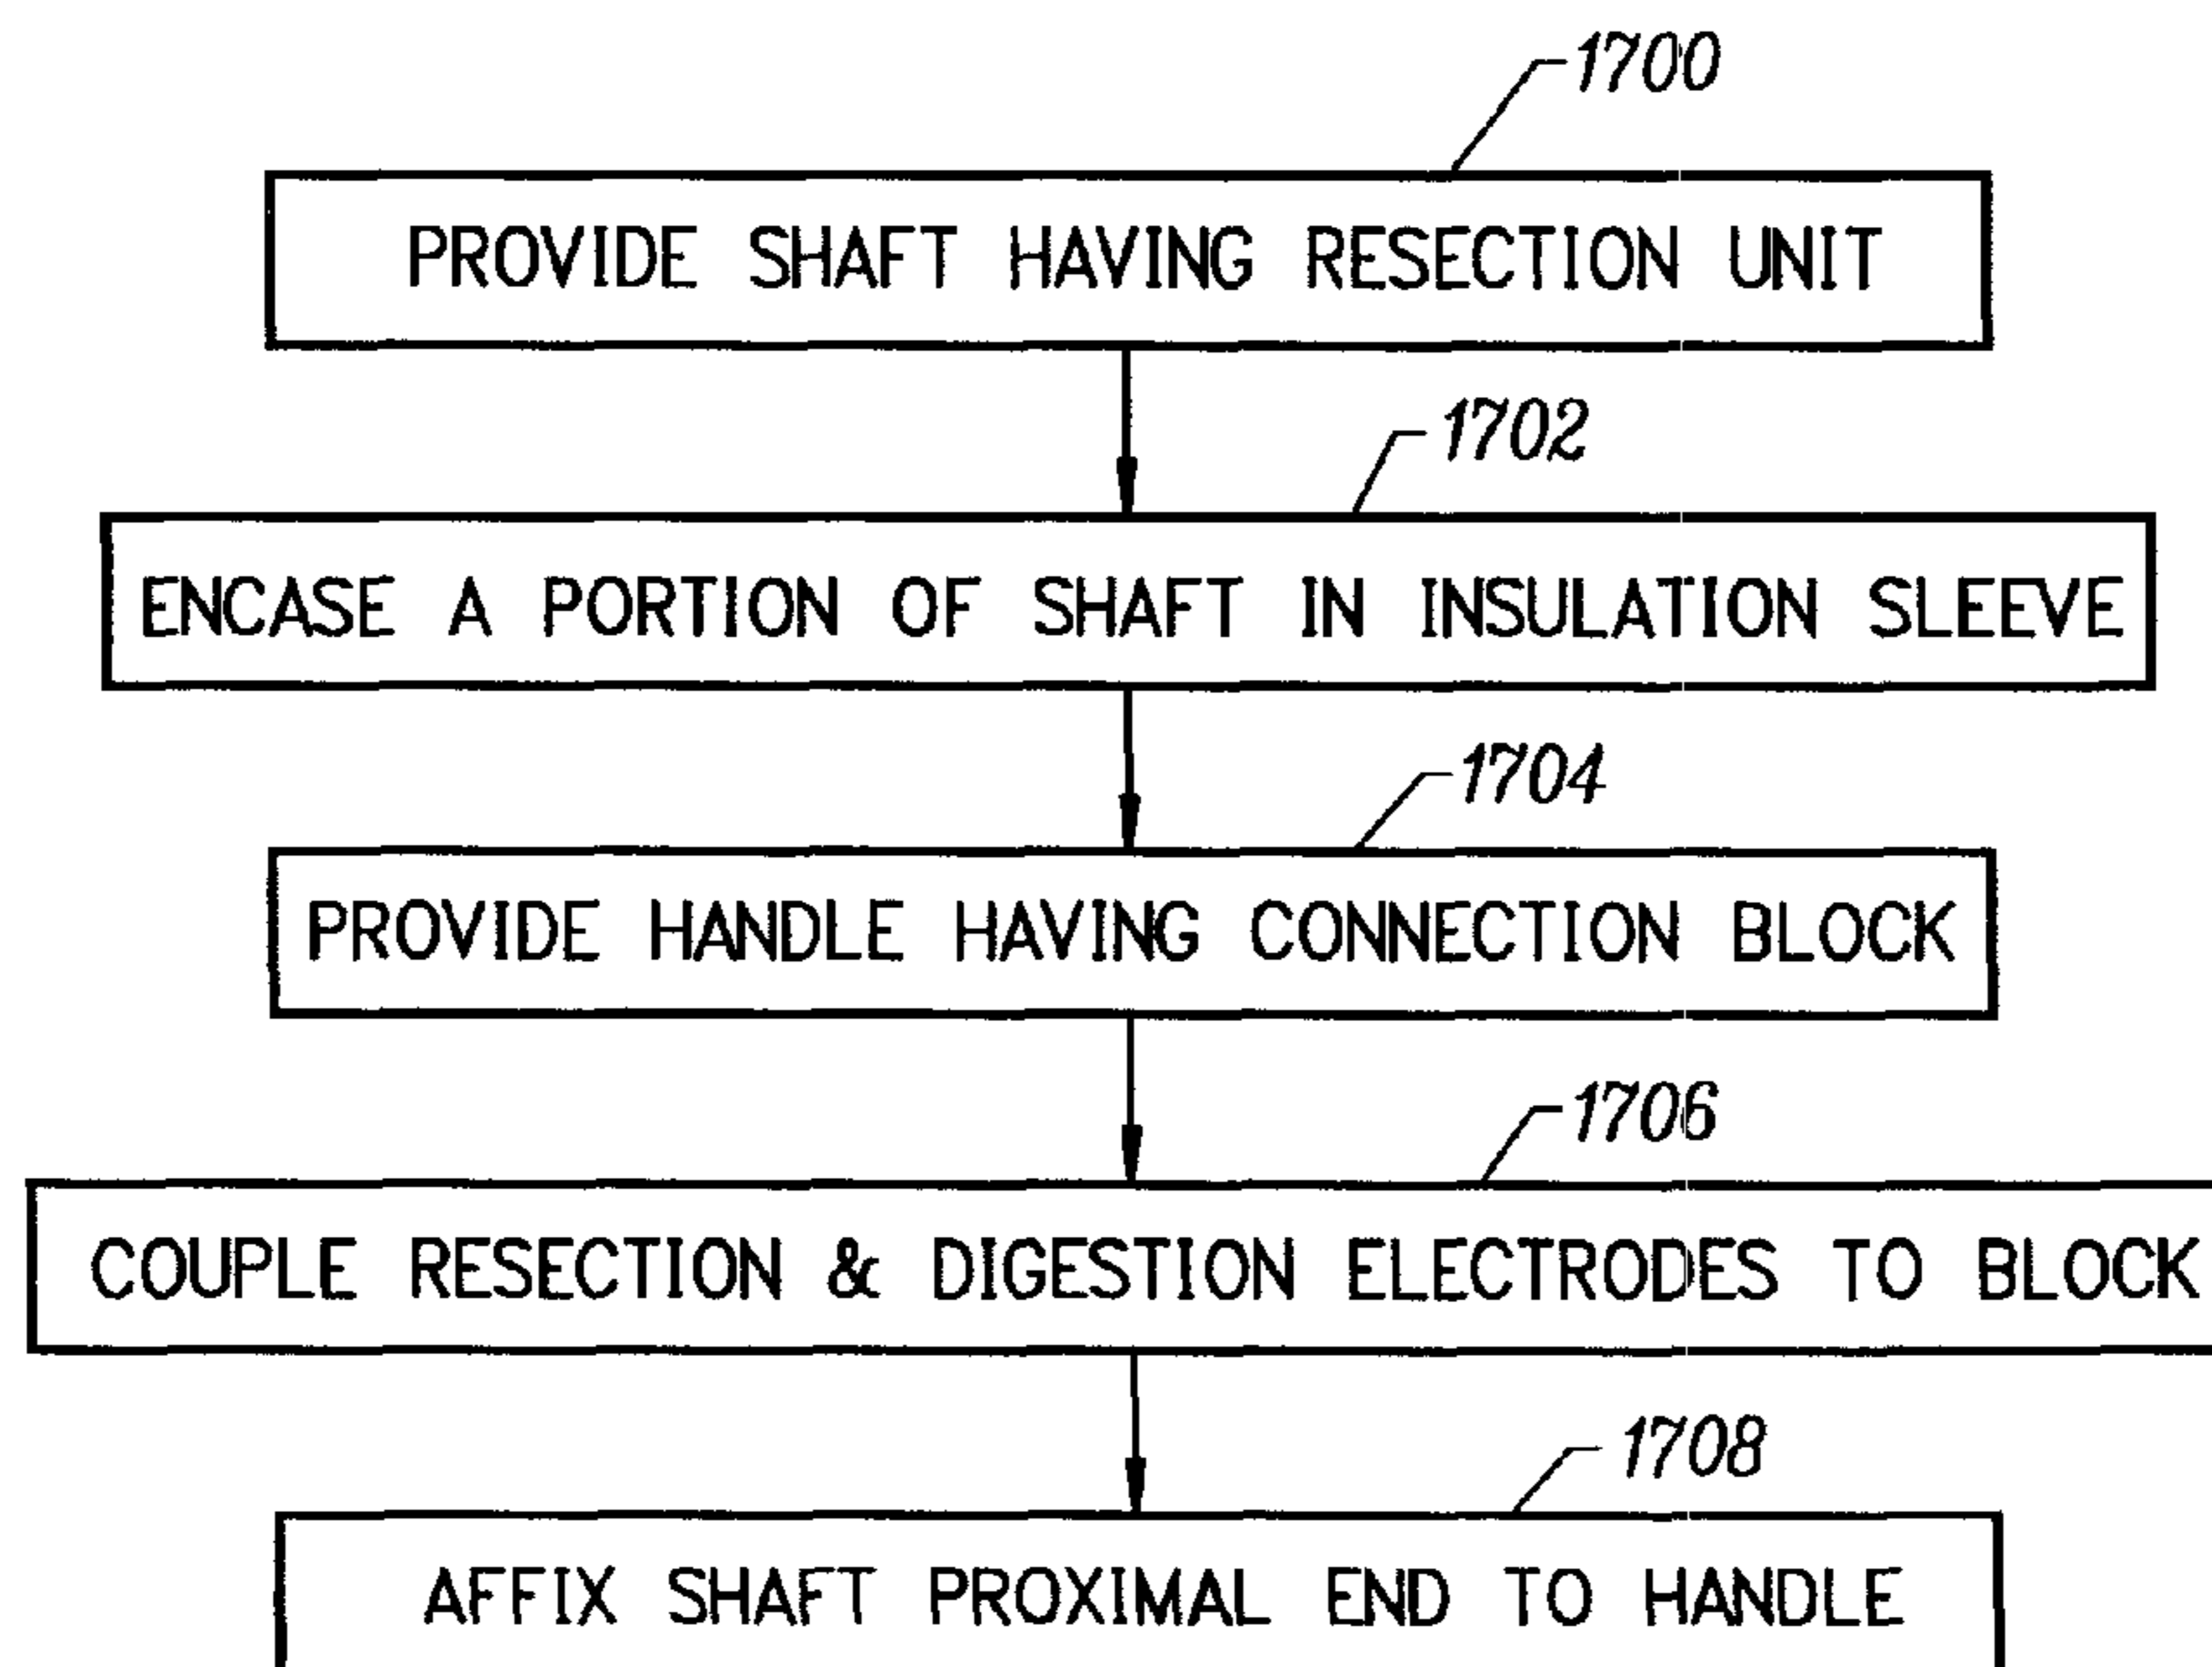 1700
PROVIDE SHAFT HAVING RESECTION UNIT
1702
ENCASE A PORTION OF SHAFT IN INSULATION SLEEVE
1704
PROVIDE HANDLE HAVING CONNECTION BLOCK
1706
COUPLE RESECTION & DIGESTION ELECTRODES TO BLOCK
1708
AFFIX SHAFT PROXIMAL END TO HANDLE